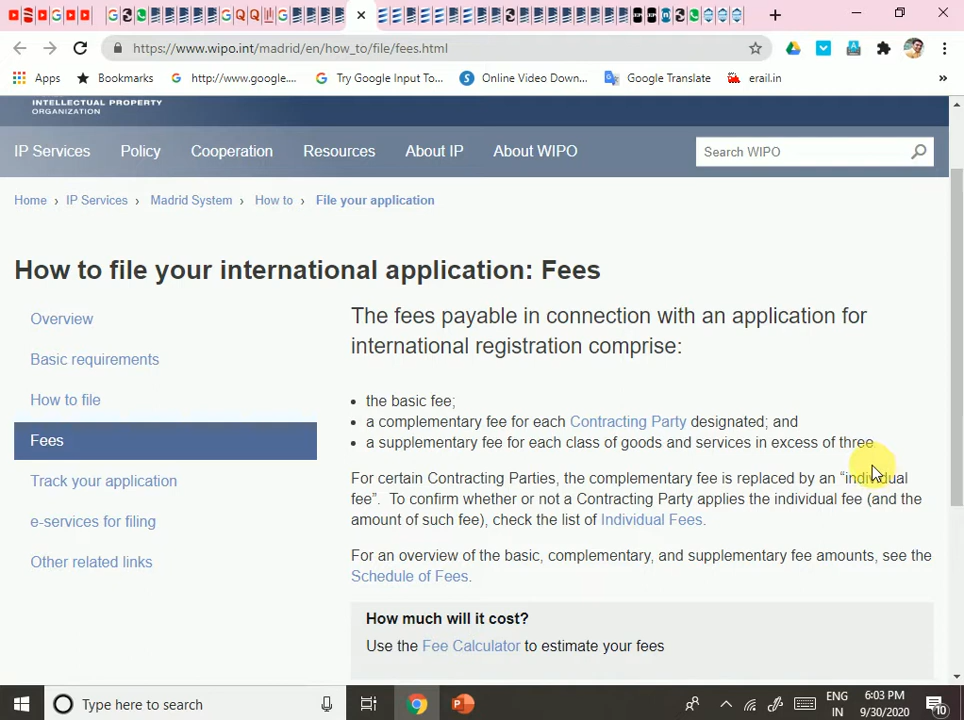 https://www.wipo.int/madrid/en/how_to/file/fees.html
Apps
Bookmarks
http://www.google....
Try Google Input To...
Online Video Down...
Google Translate
erail.in
»
INTELLECTUAL PROPERTY
ORGANIZATION
IP Services Policy Cooperation Resources About IP About WIPO
Search WIPO
Home › IP Services › Madrid System › How to › File your application
How to file your international application: Fees
Overview
Basic requirements
How to file
Fees
Track your application
e-services for filing
Other related links
The fees payable in connection with an application for
international registration comprise:
• the basic fee;
• a complementary fee for each Contracting Party designated; and
• a supplementary fee for each class of goods and services in excess of three
For certain Contracting Parties, the complementary fee is replaced by an “individual
fee”. To confirm whether or not a Contracting Party applies the individual fee (and the
amount of such fee), check the list of Individual Fees.
For an overview of the basic, complementary, and supplementary fee amounts, see the
Schedule of Fees.
How much will it cost?
Use the Fee Calculator to estimate your fees
Type here to search
ENG
IN
6:03 PM
9/30/2020
10